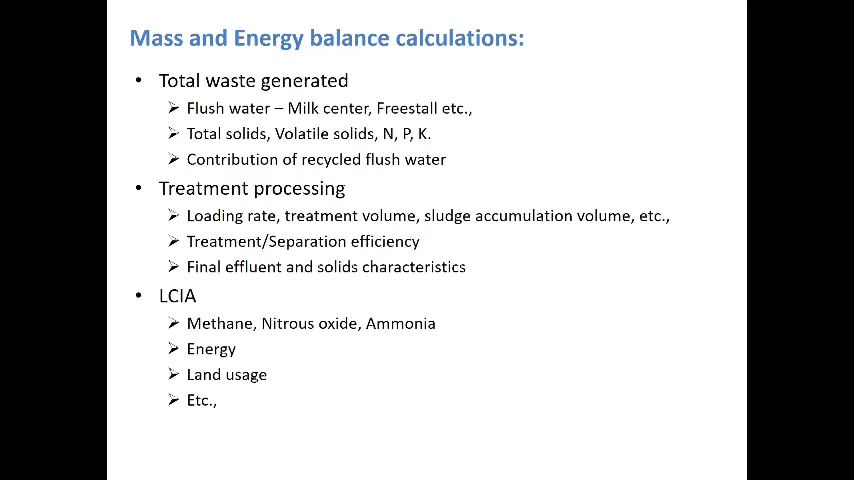 Mass and Energy balance calculations:
• Total waste generated
➢ Flush water – Milk center, Freestall etc.,
➢ Total solids, Volatile solids, N, P, K.
➢ Contribution of recycled flush water
• Treatment processing
➢ Loading rate, treatment volume, sludge accumulation volume, etc.,
➢ Treatment/Separation efficiency
➢ Final effluent and solids characteristics
• LCIA
➢ Methane, Nitrous oxide, Ammonia
➢ Energy
➢ Land usage
➢ Etc.,